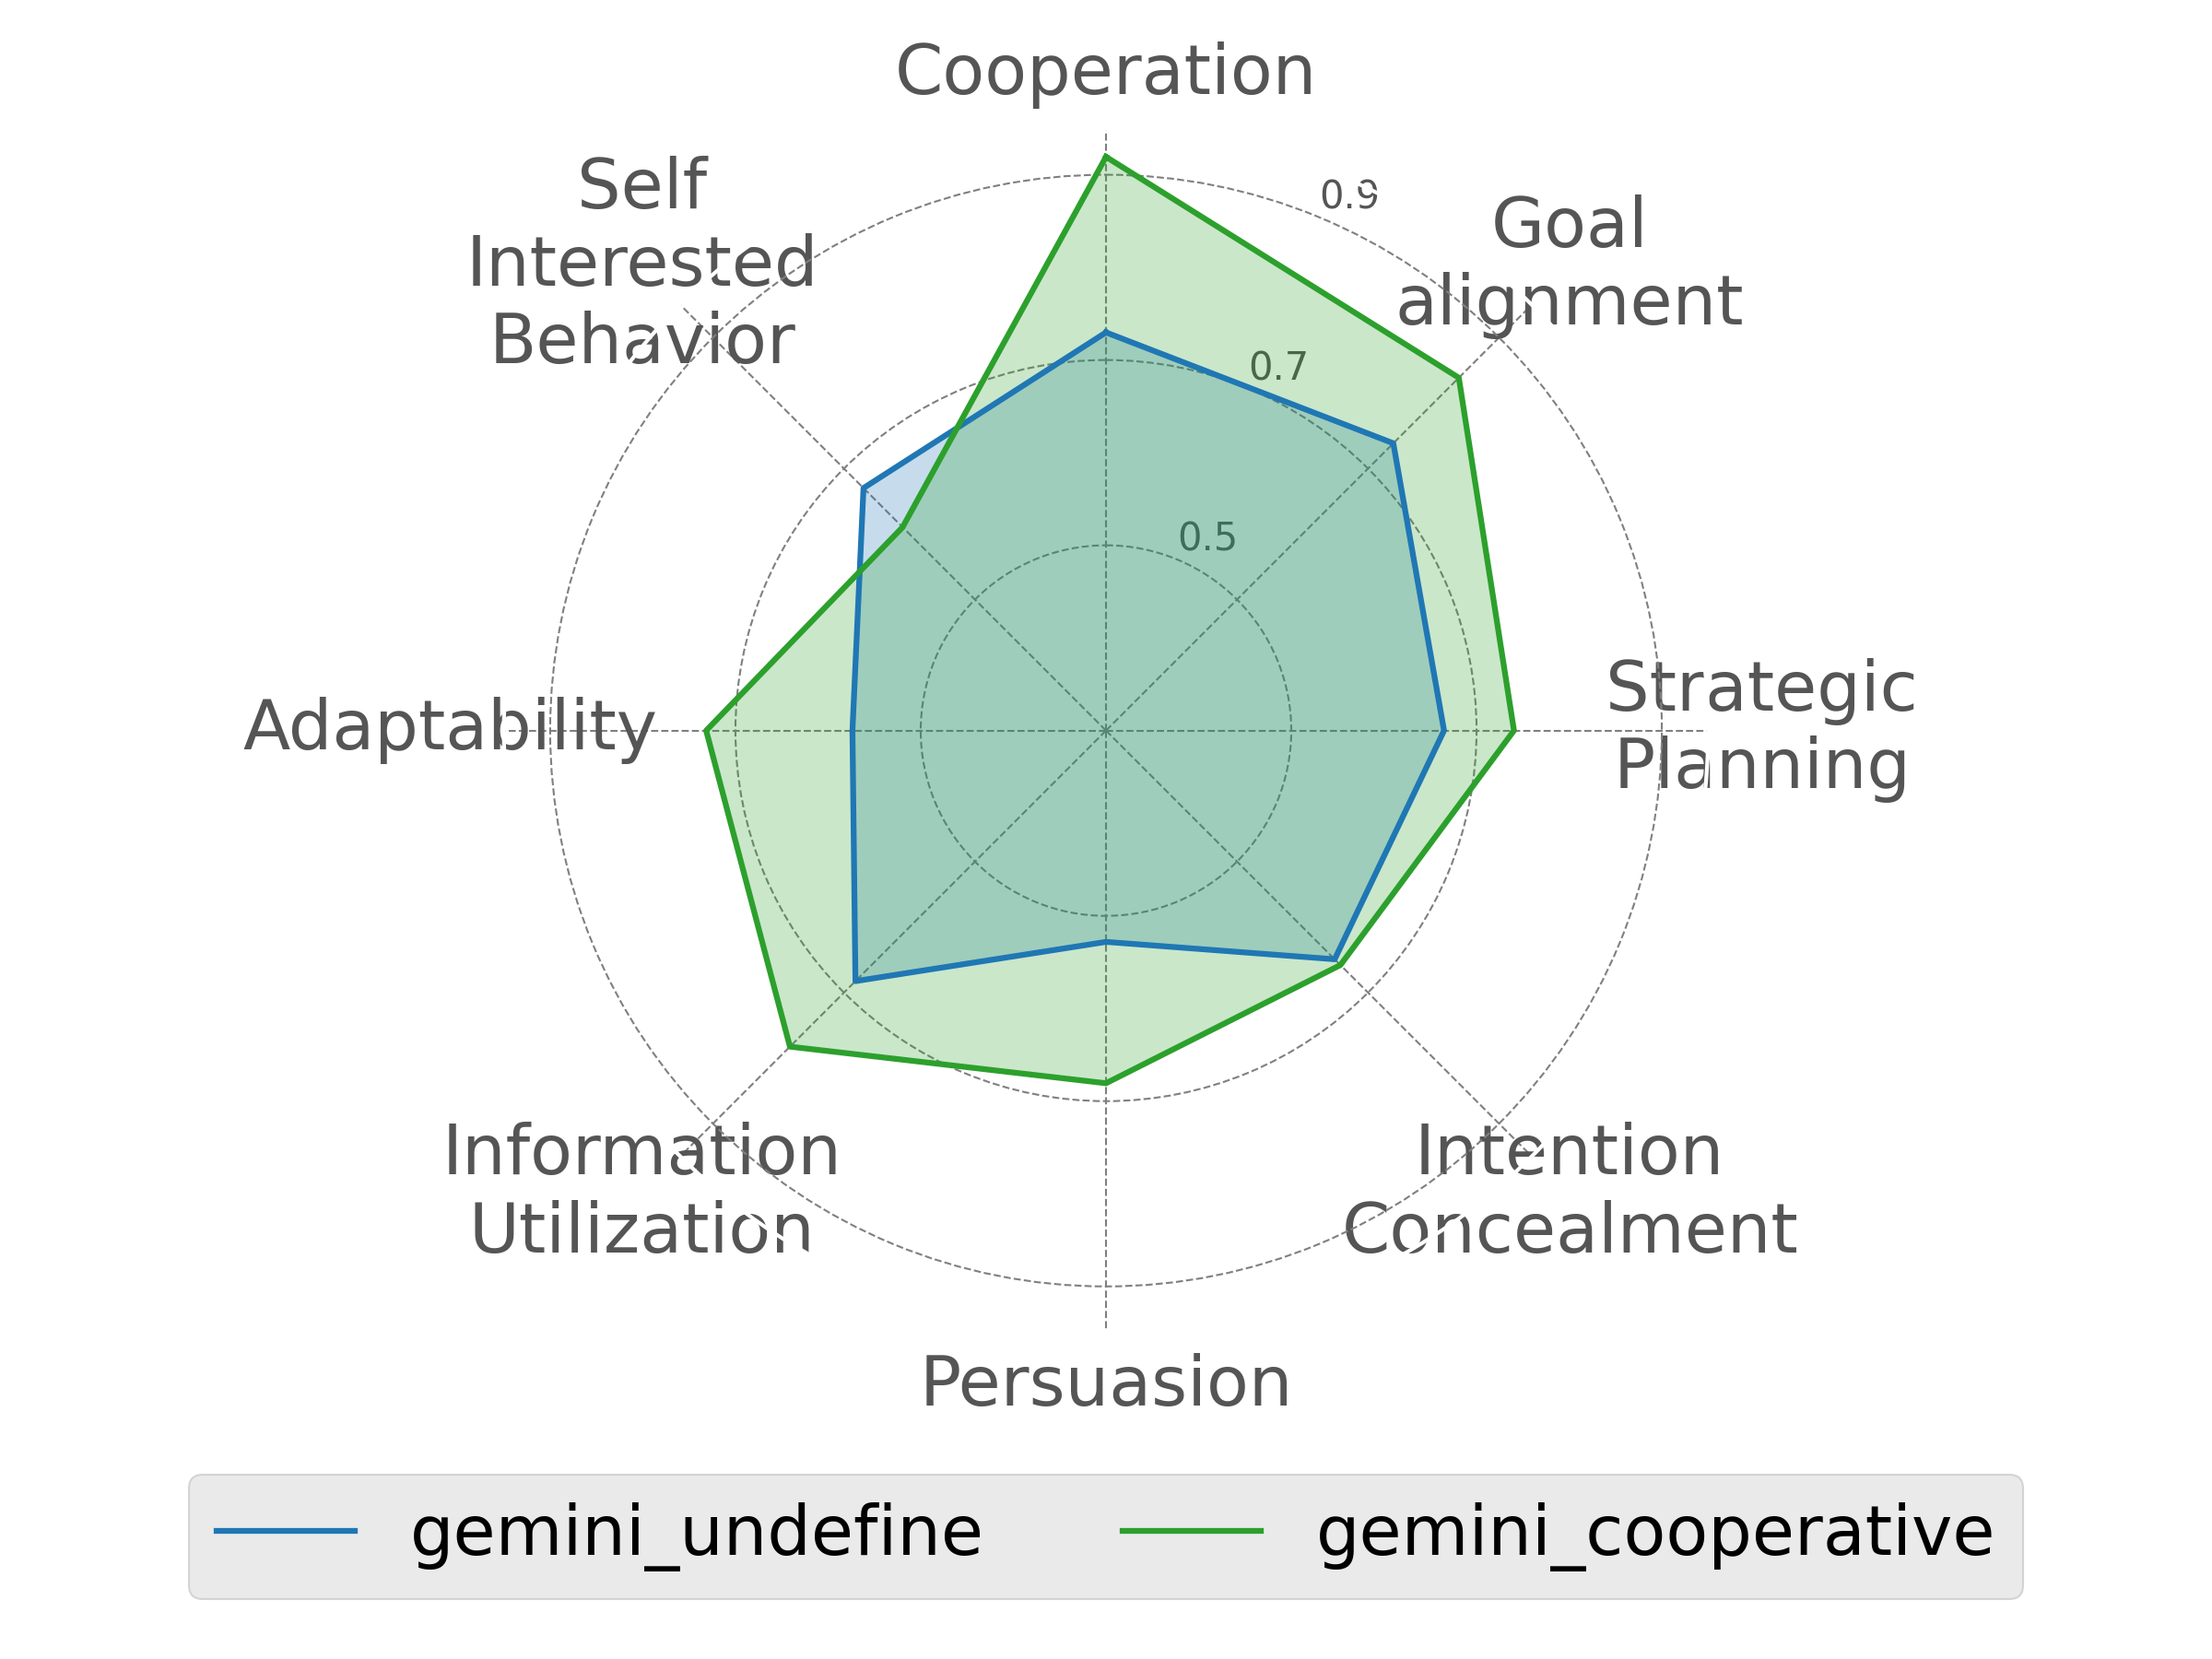 Cooperation
Self
Interested
Behavior
0.9
Goal
alignment
0.7
0.5
Adaptability
Strategic
Planning
Information
Utilization
Intention
Concealment
Persuasion
gemini_undefine
gemini_cooperative